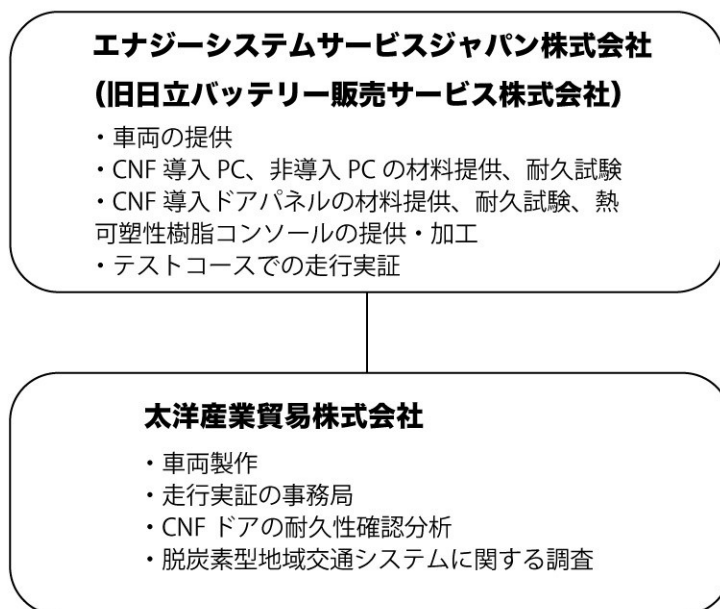 エナジーシステムサービスジャパン株式会社
(旧日立バッテリー販売サービス株式会社)
・車両の提供
・CNF 導入 PC、非導入 PC の材料提供、耐久試験
・CNF 導入ドアパネルの材料提供、耐久試験、熱
可塑性樹脂コンソールの提供・加工
・テストコースでの走行実証
太洋産業貿易株式会社
・車両製作
・走行実証の事務局
・CNF ドアの耐久性確認分析
・脱炭素型地域交通システムに関する調査